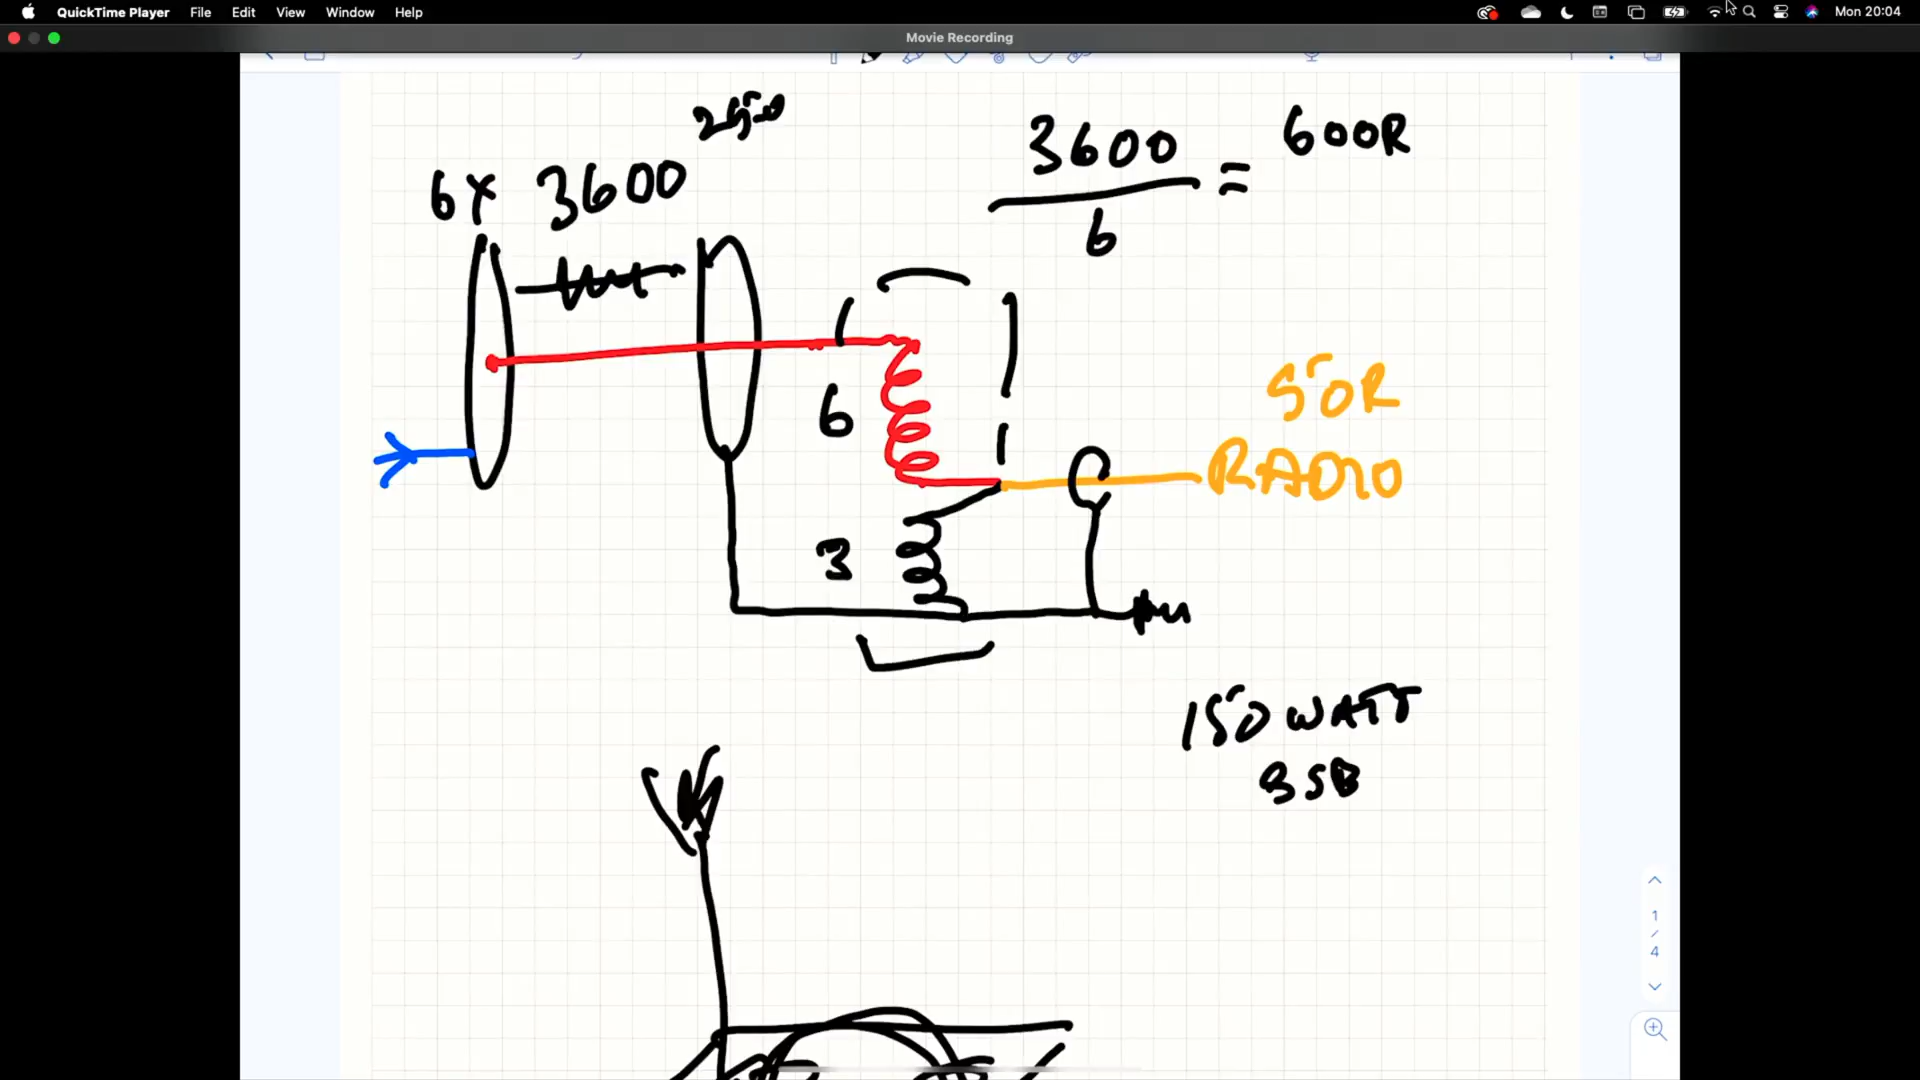 QuickTime Player File Edit View Window Help
Mon 20:04
Movie Recording
250
6x 3600
3600
6
=
600R
6
50R
RADIO
3
150 WATT
SSB
1
/
4